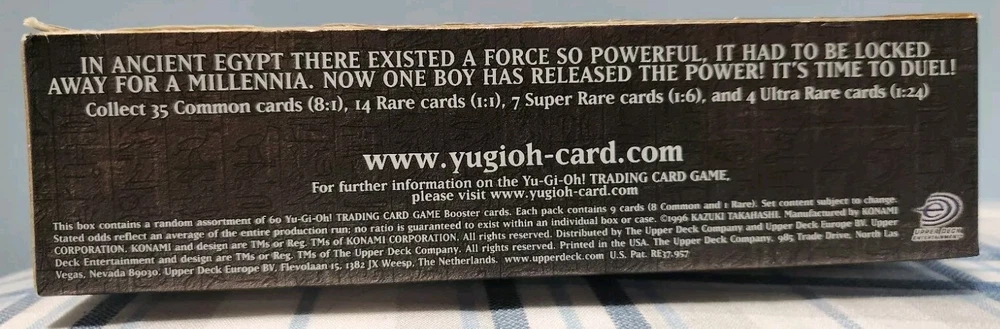 IN ANCIENT EGYPT THERE EXISTED A FORCE SO POWERFUL, IT HAD TO BE LOCKED
AWAY FOR A MILLENNIA. NOW ONE BOY HAS RELEASED THE POWER! IT'S TIME TO DUEL!
Collect 35 Common cards (8:1), 14 Rare cards (1:1), 7 Super Rare cards (1:6), and 4 Ultra Rare cards (1:24)
www.yugioh-card.com
For further information on the Yu-Gi-Oh! TRADING CARD GAME,
please visit www.yugioh-card.com
This box contains a random assortment of 60 Yu-Gi-Oh! TRADING CARD GAME Booster cards. Each pack contains 9 cards (8 Common and 1 Rare). Set content subject to change.
Stated odds reflect an average of the entire production run; no ratio is guaranteed to exist within an individual box or case. ©1996 KAZUKI TAKAHASHI. Manufactured by KONAMI
CORPORATION. KONAMI and design are TMs or Reg. TMs of KONAMI CORPORATION. All rights reserved. Distributed by The Upper Deck Company and Upper Deck Europe BV. Upper
Deck Entertainment and design are TMs or Reg. TMs of The Upper Deck Company. All rights reserved. Printed in the USA. The Upper Deck Company. 985 Trade Drive, North Las
Vegas, Nevada 89030. Upper Deck Europe BV, Flevolaan 15, 1382 JX Weesp, The Netherlands. www.upperdeck.com U.S. Pat. RE37,957
UPPER DECK
ENTERTAINMENT